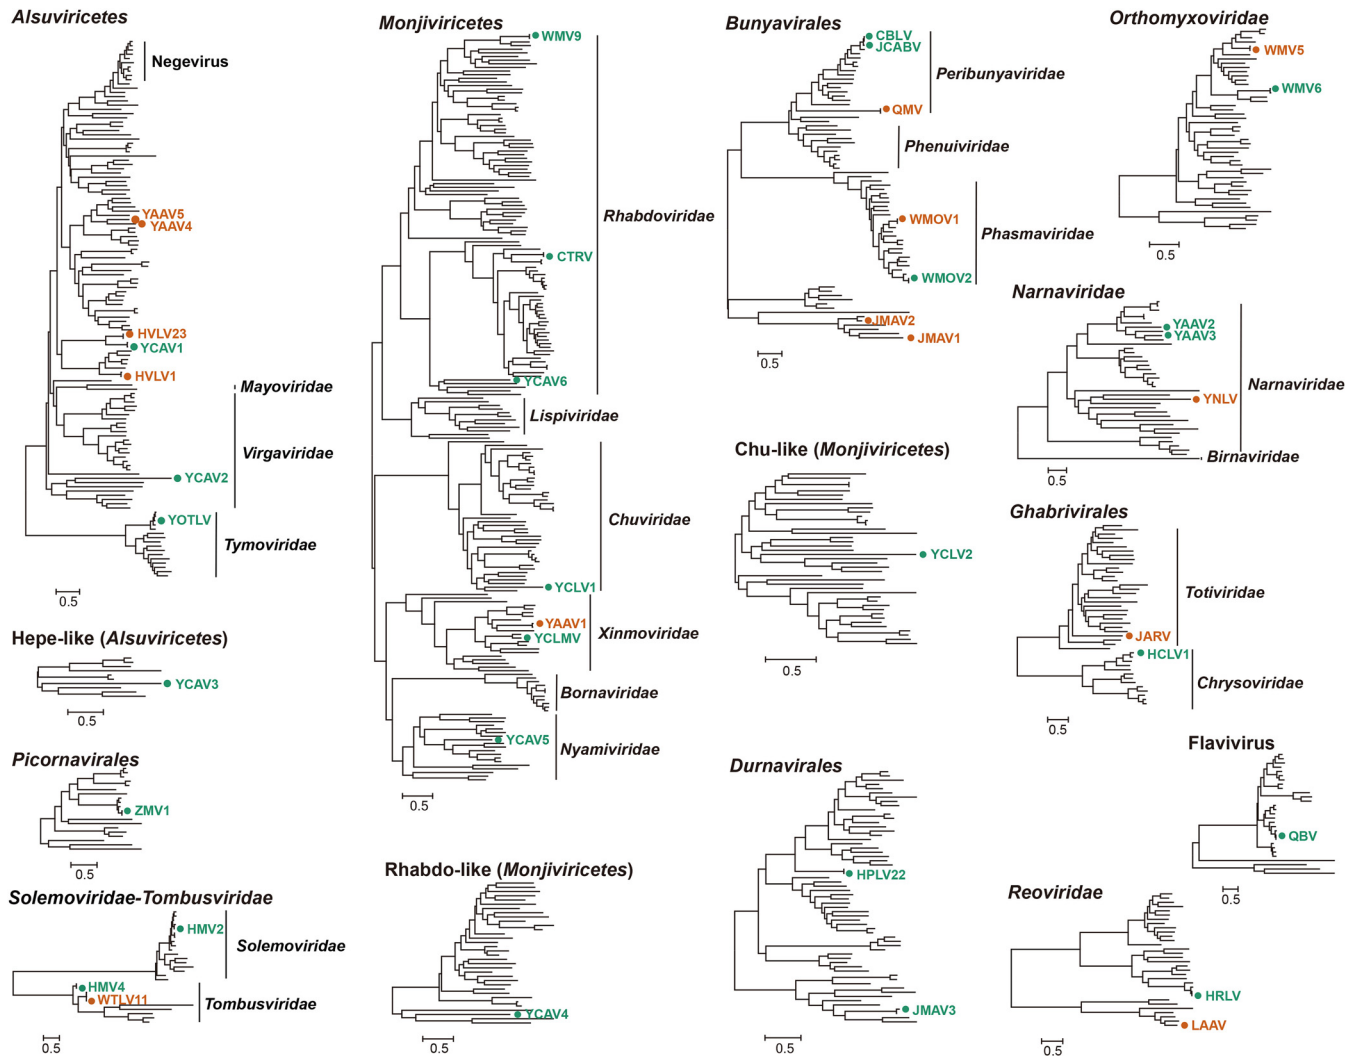 Alsuviricetes
Negevirus
YAAV5
YAAV4
HVLV23
YCAV1
HVLV1
Mayoviridae
Virgaviridae
YCAV2
YOTLV
Tymoviridae
0.5
Hepe-like (Alsuviricetes)
YCAV3
0.5
Picornavirales
ZMV1
0.5
Solemoviridae-Tombusviridae
HMV2
Solemoviridae
HMV4
WTLV11
Tombusviridae
0.5
Monjiviricetes
WMV9
Rhabdoviridae
CTRV
YCAV6
Lispiviridae
Chuviridae
YCLV1
YAAV1
Xinmoviridae
YCLMV
Bornaviridae
YCAV5
Nyamiviridae
0.5
Rhabdo-like (Monjiviricetes)
YCAV4
0.5
Bunyavirales
CBLV
JCABV
Peribunyaviridae
QMV
Phenuiviridae
WMOV1
Phasmaviridae
WMOV2
JMAV2
JMAV1
0.5
Chu-like (Monjiviricetes)
YCLV2
0.5
Durnavirales
HPLV22
JMAV3
0.5
Orthomyxoviridae
WMV5
WMV6
0.5
Narnaviridae
YAAV2
YAAV3
Narnaviridae
YNLV
Birnaviridae
0.5
Ghabrivirales
Totiviridae
JARV
HCLV1
Chrysoviridae
0.5
Flavivirus
QBV
0.5
Reoviridae
HRLV
LAAV
0.5